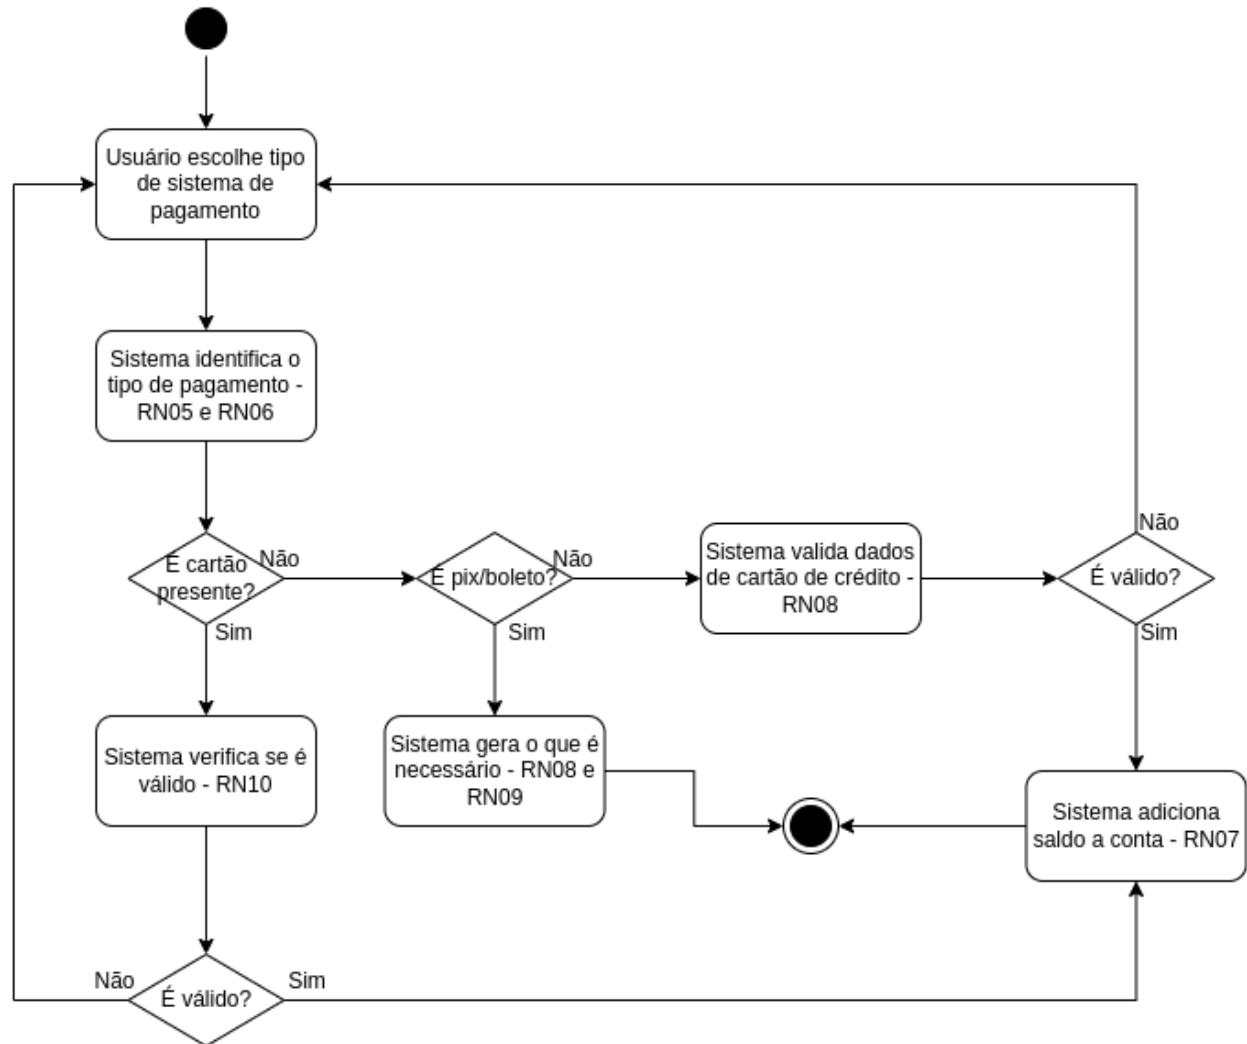 Usuário escolhe tipo
de sistema de
pagamento
Sistema identifica o
tipo de pagamento -
RN05 e RN06
É cartão
presente?
Não
Sim
É pix/boleto?
Não
Sim
Sistema valida dados
de cartão de crédito -
RN08
É válido?
Não
Sim
Sistema verifica se é
válido - RN10
Sistema gera o que é
necessário - RN08 e
RN09
Sistema adiciona
saldo a conta - RN07
Não
É válido?
Sim